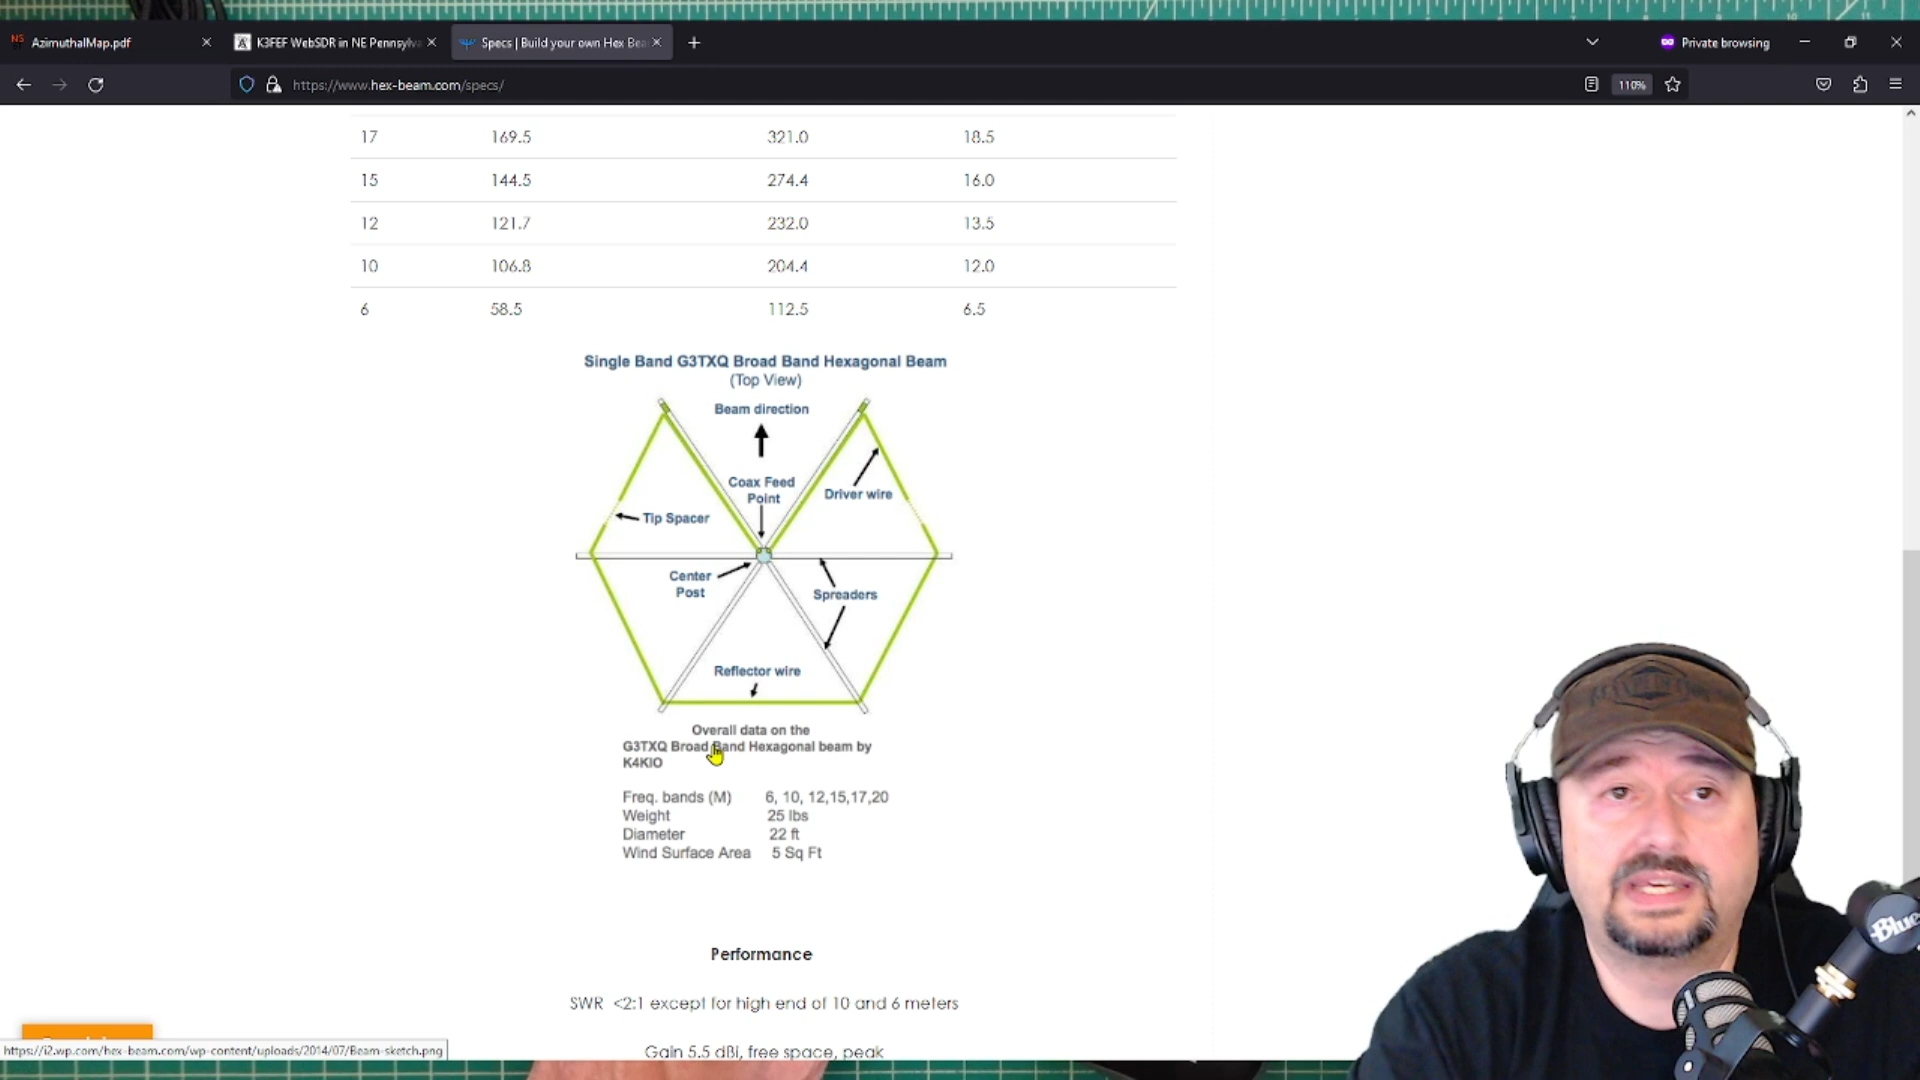 AzimuthalMap.pdf
K3FEF WebSDR in NE Pennsylva
Specs | Build your own Hex Bea
Private browsing
https://www.hex-beam.com/specs/
110%
17 169.5 321.0 18.5
15 144.5 274.4 16.0
12 121.7 232.0 13.5
10 106.8 204.4 12.0
6 58.5 112.5 6.5
Single Band G3TXQ Broad Band Hexagonal Beam
(Top View)
Beam direction
Coax Feed
Point
Driver wire
Tip Spacer
Center
Post
Spreaders
Reflector wire
Overall data on the
G3TXQ Broad Band Hexagonal beam by
K4KIO
Freq. bands (M) 6, 10, 12,15,17,20
Weight 25 lbs
Diameter 22 ft
Wind Surface Area 5 Sq Ft
Performance
SWR <2:1 except for high end of 10 and 6 meters
Gain 5.5 dBi, free space, peak
https://i2.wp.com/hex-beam.com/wp-content/uploads/2014/07/Beam-sketch.png
Blue